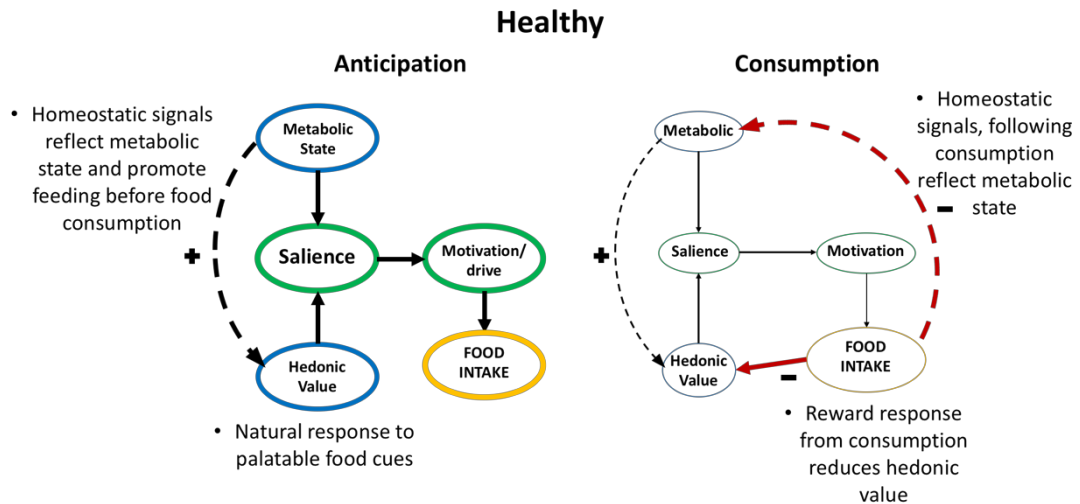 Healthy
Anticipation
• Homeostatic signals
reflect metabolic
state and promote
feeding before food
consumption
Metabolic
State
+
Salience
Motivation/
drive
Hedonic
Value
FOOD
INTAKE
• Natural response to
palatable food cues
Consumption
Metabolic
• Homeostatic
signals, following
consumption
reflect metabolic
state
-
+
Salience
Motivation
Hedonic
Value
FOOD
INTAKE
-
• Reward response
from consumption
reduces hedonic
value